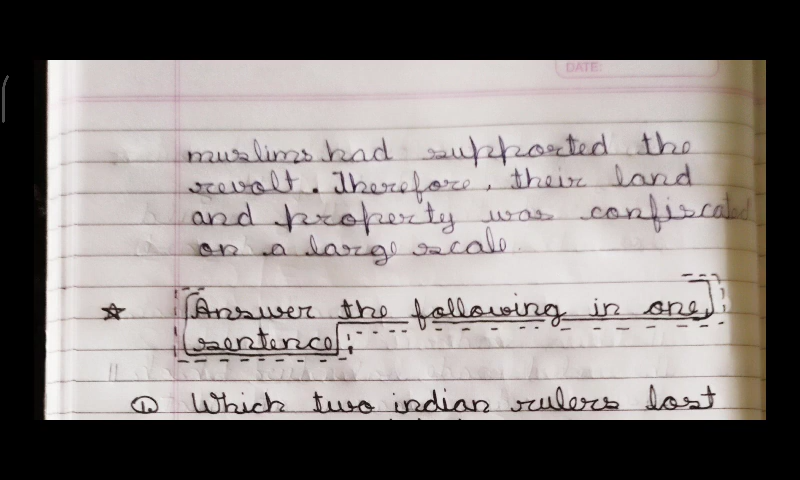 DATE:
muslims had supported the
revolt. Therefore, their land
and property was confiscated
on a large scale.
☆ Answer the following in one
sentence:
① Which two indian rulers lost